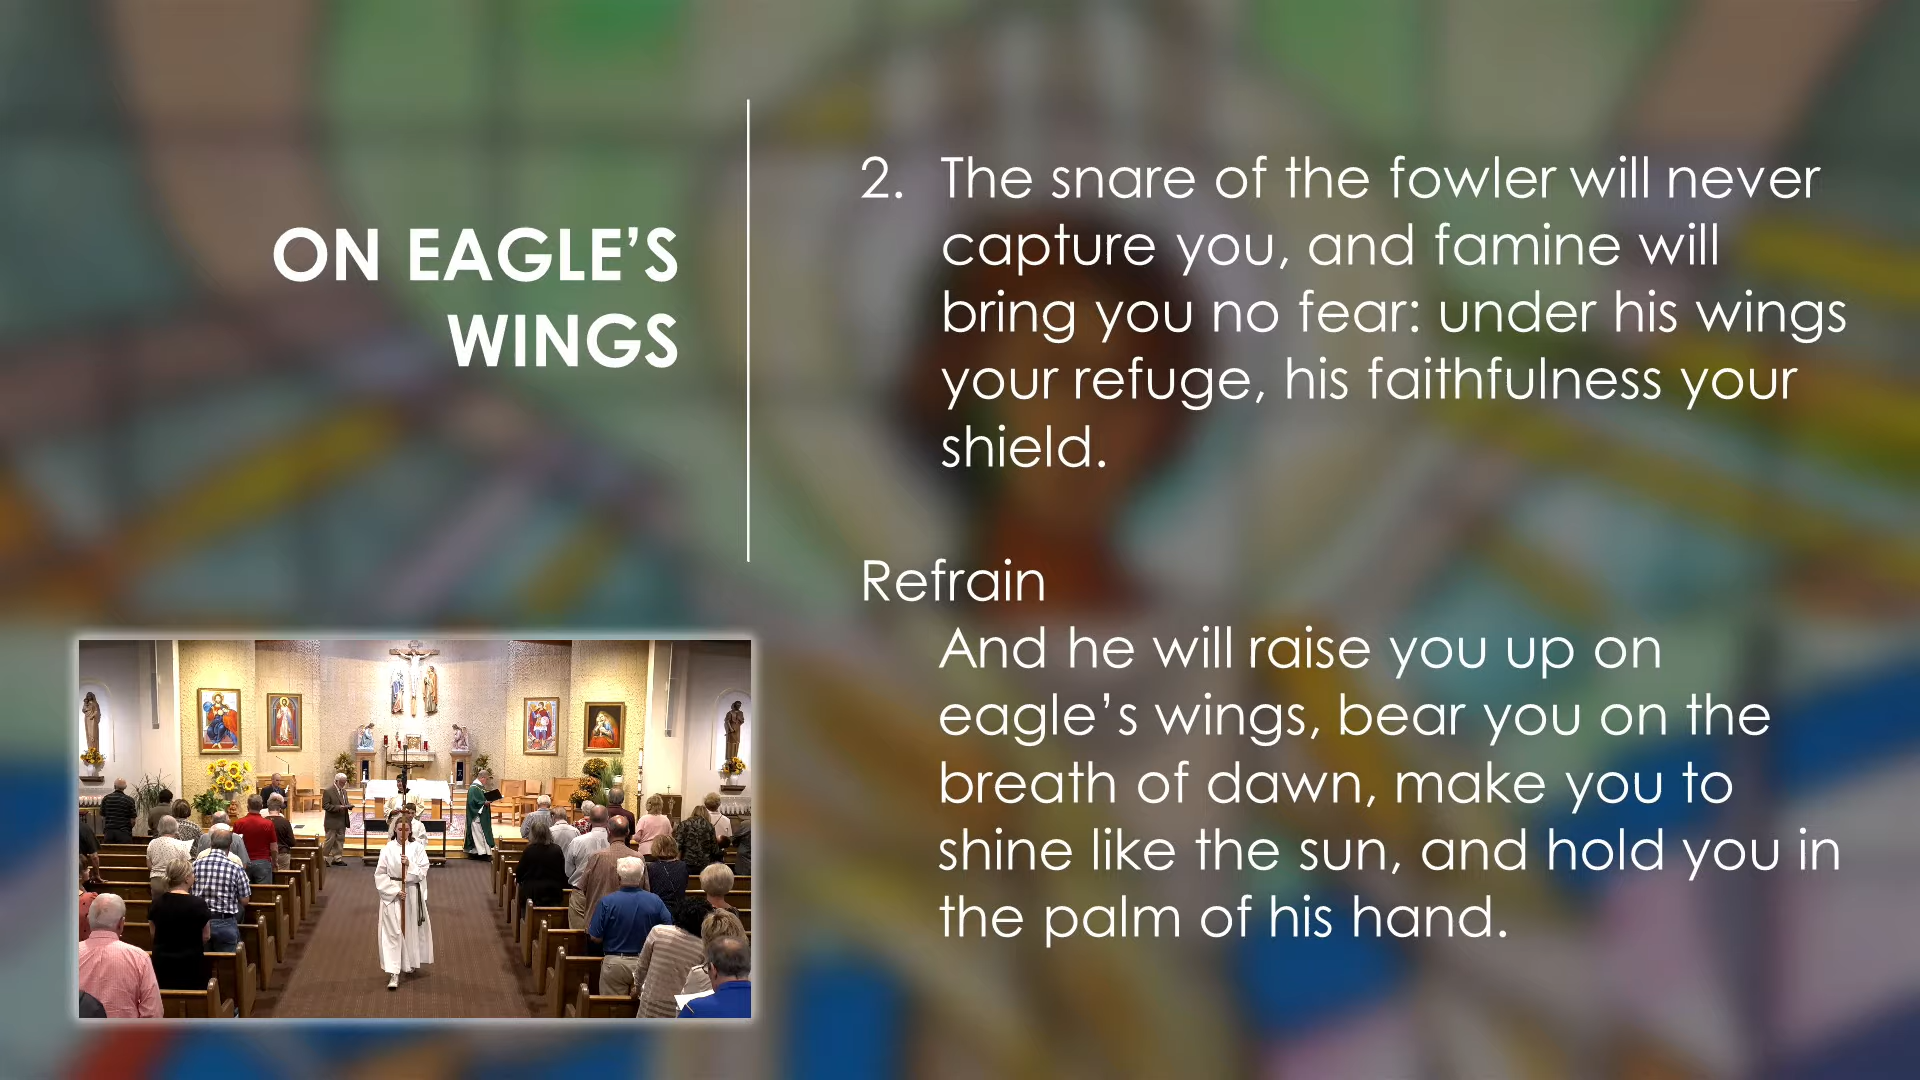 ON EAGLE’S
WINGS
2. The snare of the fowler will never
capture you, and famine will
bring you no fear: under his wings
your refuge, his faithfulness your
shield.
Refrain
And he will raise you up on
eagle’s wings, bear you on the
breath of dawn, make you to
shine like the sun, and hold you in
the palm of his hand.